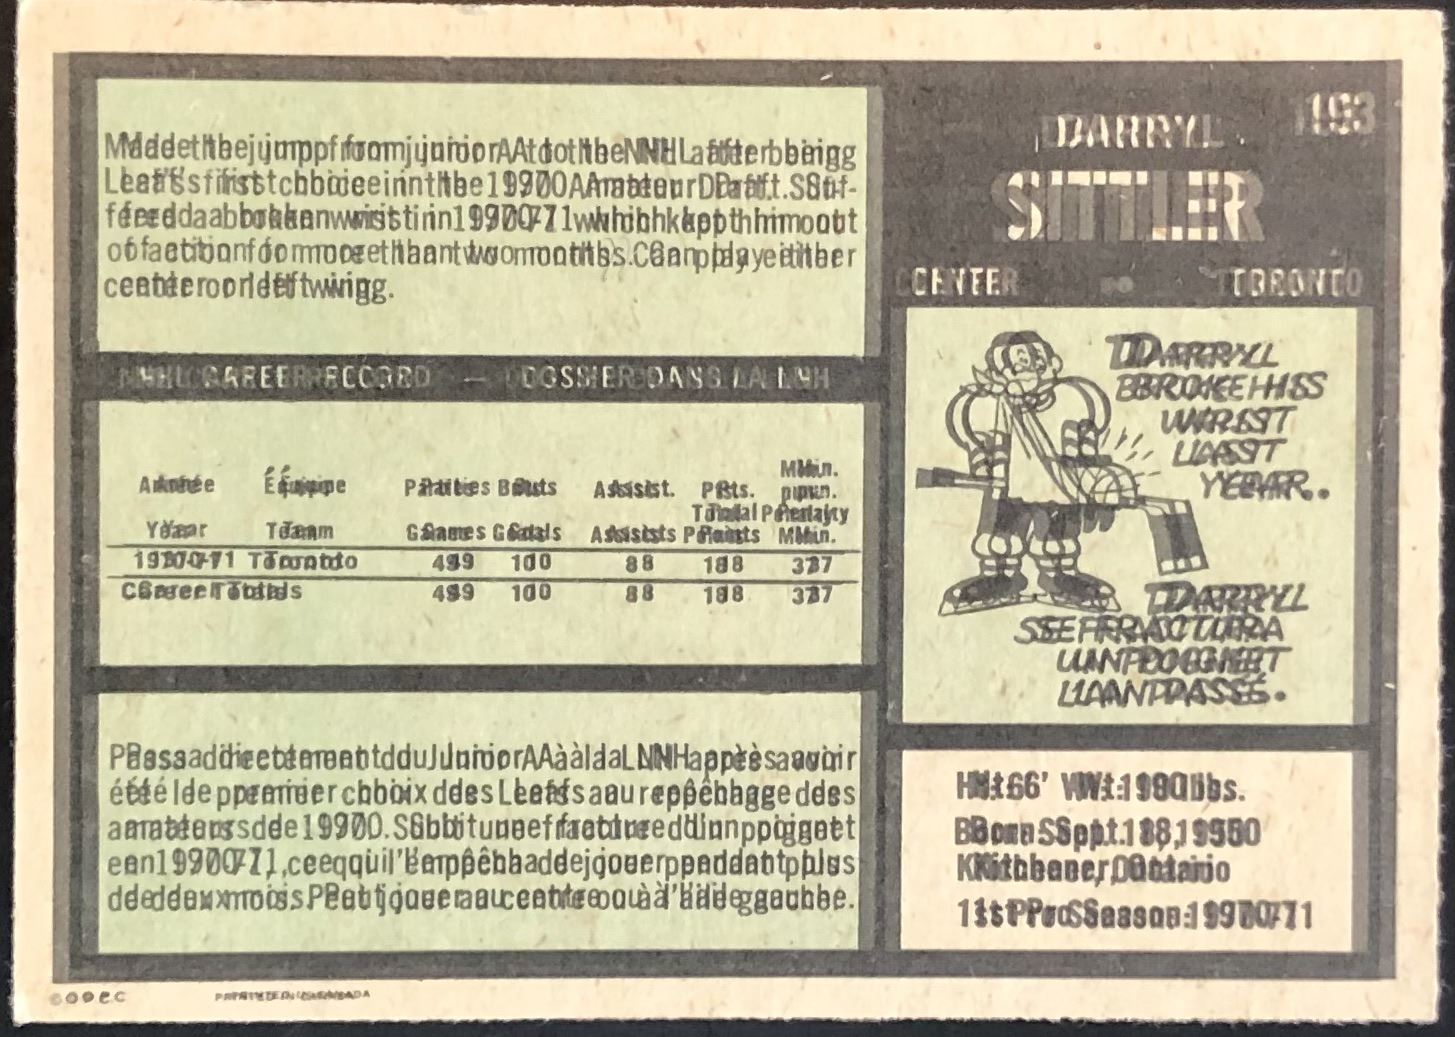 Made the jump from junior A to the NHL after being
Leafs first choice in the 1970 Amateur Draft. Suf-
fered a broken wrist in 1970-71 which kept him out
of action for more than two months. Can play either
center or left wing.
NHL CAREER RECORD — DOSSIER DANS LA LNH
Année Équipe Parties Buts Assist. Pts. Min. pun.
Year Team Games Goals Assists Total Points Penalty Min.
1970-71 Toronto 49 10 8 18 37
Career Totals 49 10 8 18 37
Passa directement du Junior A à la LNH après avoir
été le premier choix des Leafs au repêchage des
amateurs de 1970. Subit une fracture d'un poignet
en 1970-71, ce qui l'empêcha de jouer pendant plus
de deux mois. Peut jouer au centre ou à l'aile gauche.
193
DARRYL
SITTLER
CENTER • TORONTO
DARRYL
BROKE HIS
WRIST
LAST
YEAR.
DARRYL
SE FRACTURA
UN POIGNET
L'AN PASSÉ.
Ht: 6' Wt: 190 lbs.
Born Sept. 18, 1950
Kitchener, Ontario
1st Pro Season: 1970-71
© O.P.C. PRINTED IN CANADA